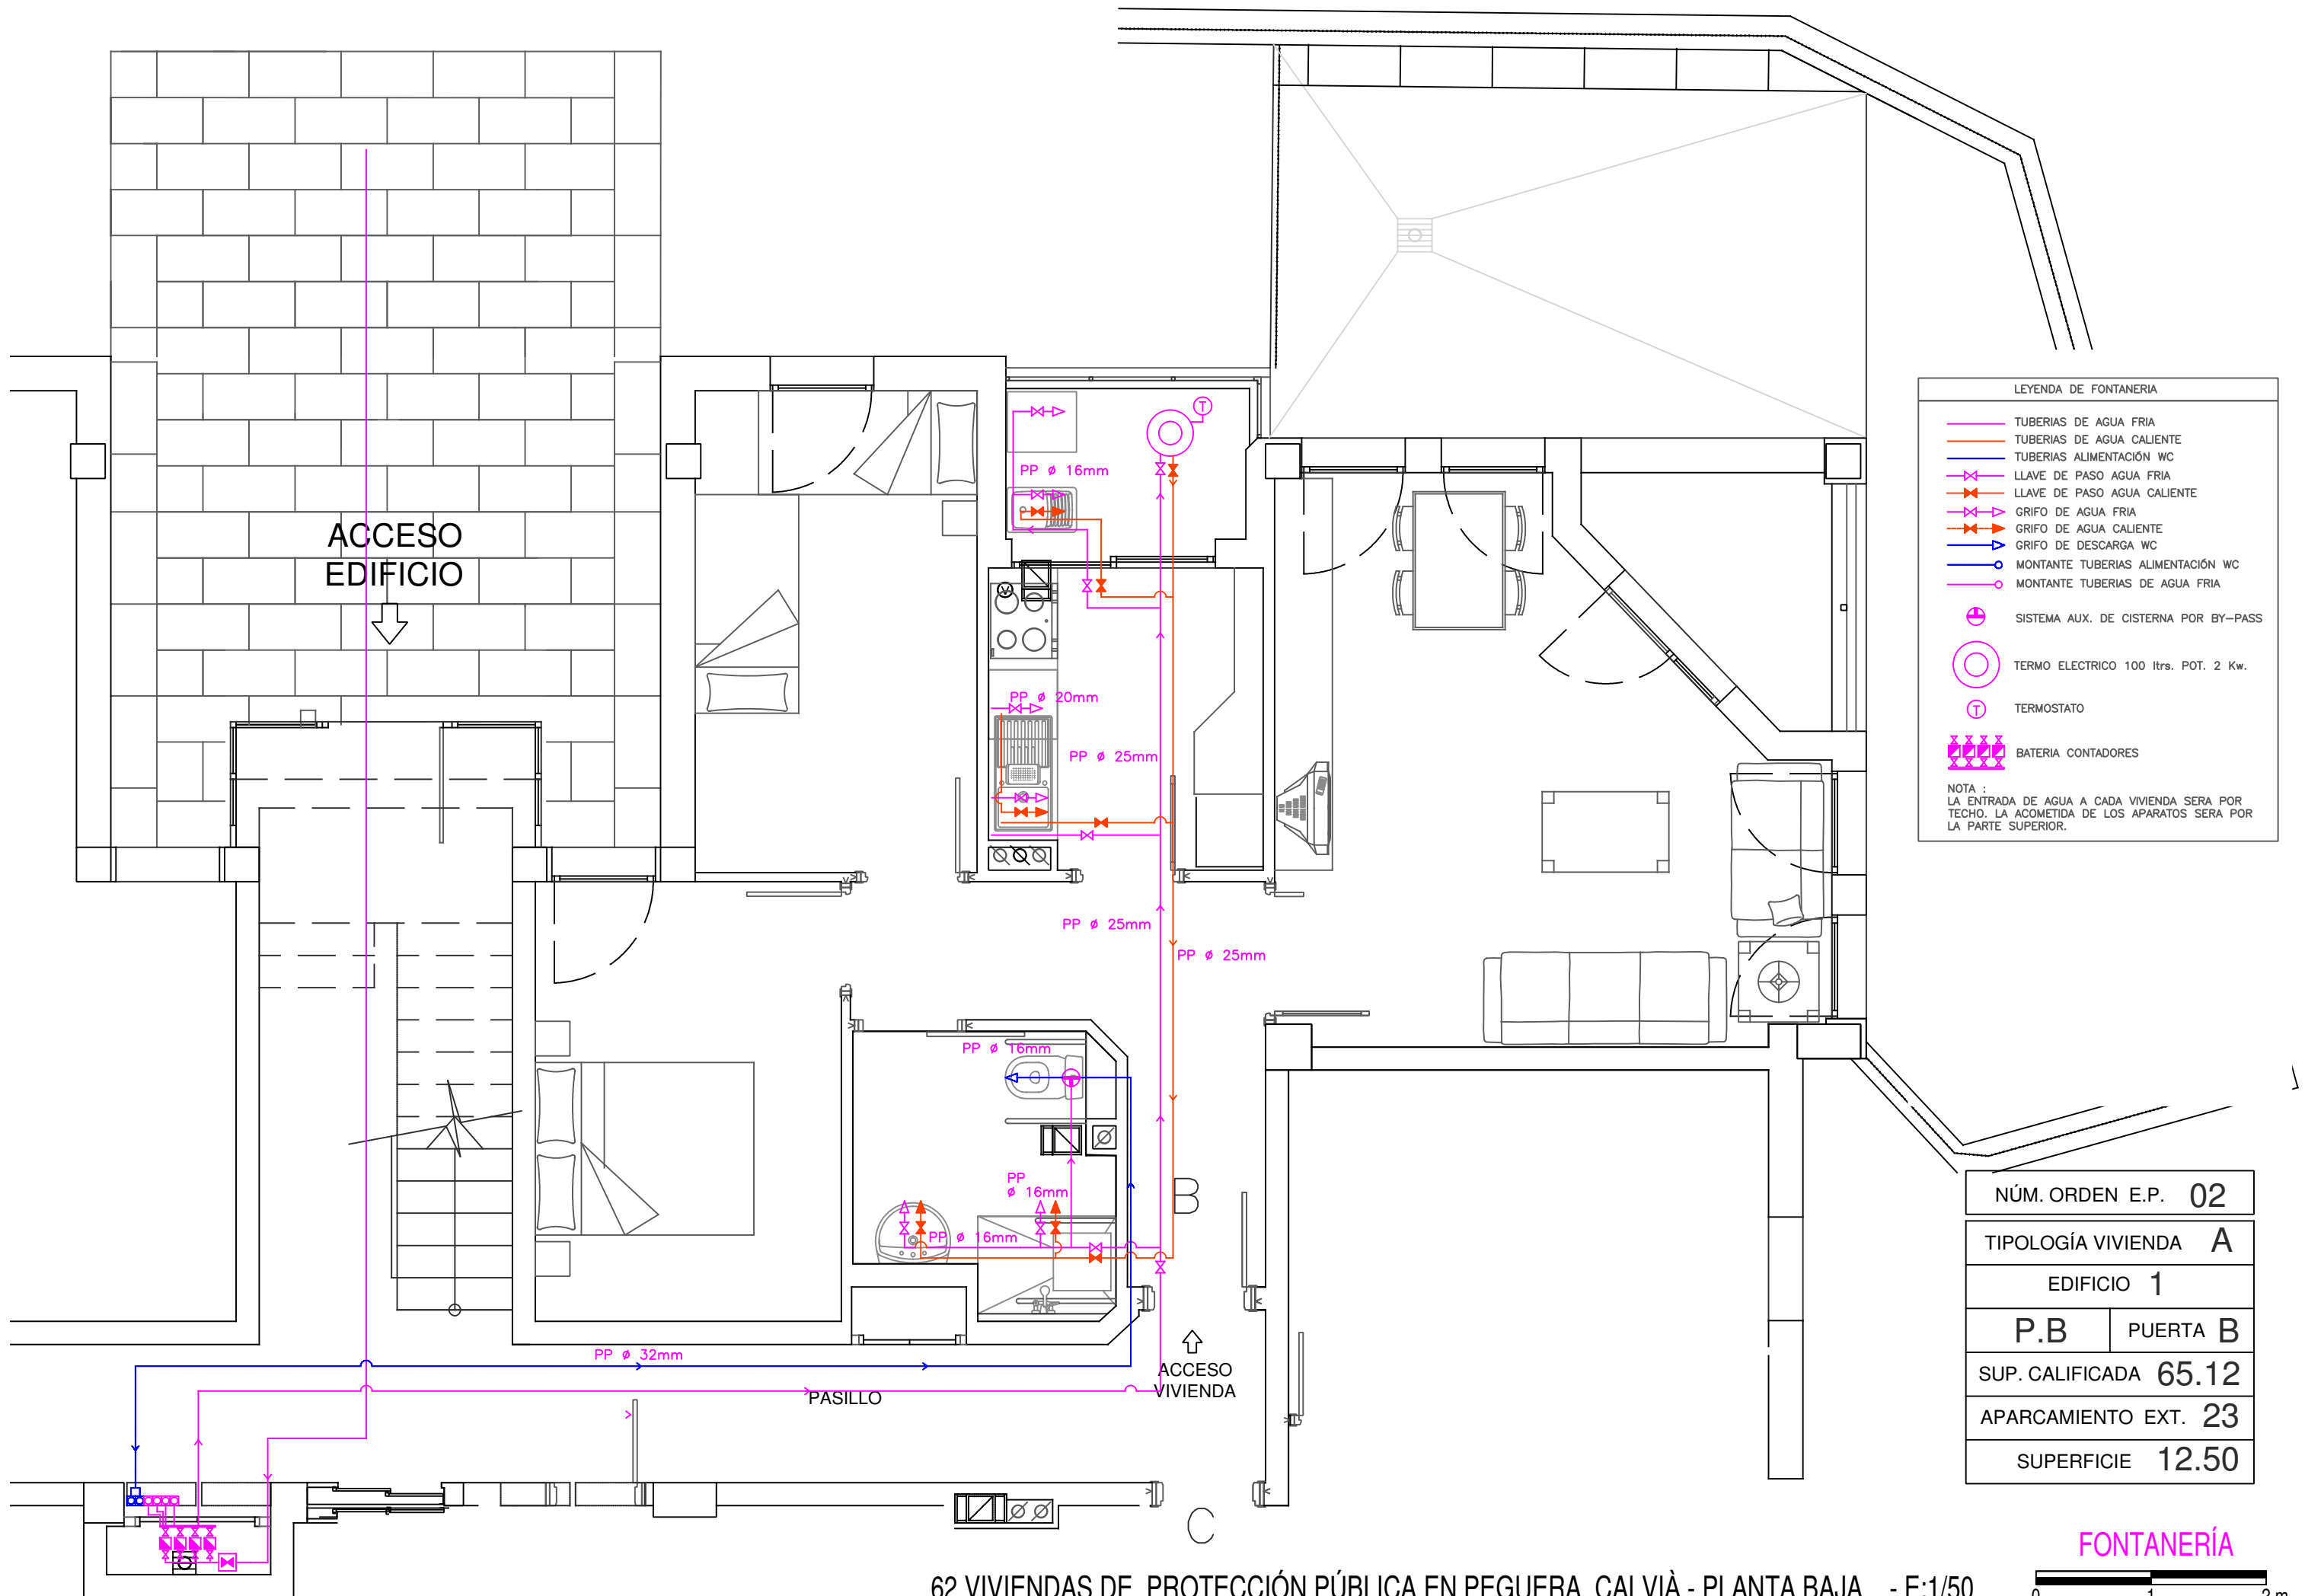 ACCESO
EDIFICIO
T
PP ø 16mm
V
PP ø 20mm
PP ø 25mm
PP ø 25mm
PP ø 25mm
PP ø 16mm
PP
ø 16mm
PP ø 16mm
B
PP ø 32mm
ACCESO
VIVIENDA
PASILLO
C
LEYENDA DE FONTANERIA
TUBERIAS DE AGUA FRIA
TUBERIAS DE AGUA CALIENTE
TUBERIAS ALIMENTACIÓN WC
LLAVE DE PASO AGUA FRIA
LLAVE DE PASO AGUA CALIENTE
GRIFO DE AGUA FRIA
GRIFO DE AGUA CALIENTE
GRIFO DE DESCARGA WC
MONTANTE TUBERIAS ALIMENTACIÓN WC
MONTANTE TUBERIAS DE AGUA FRIA
SISTEMA AUX. DE CISTERNA POR BY-PASS
TERMO ELECTRICO 100 ltrs. POT. 2 Kw.
T TERMOSTATO
BATERIA CONTADORES
NOTA :
LA ENTRADA DE AGUA A CADA VIVIENDA SERA POR
TECHO. LA ACOMETIDA DE LOS APARATOS SERA POR
LA PARTE SUPERIOR.
NÚM. ORDEN E.P. 02
TIPOLOGÍA VIVIENDA A
EDIFICIO 1
P.B PUERTA B
SUP. CALIFICADA 65.12
APARCAMIENTO EXT. 23
SUPERFICIE 12.50
FONTANERÍA
0 1 2 m
62 VIVIENDAS DE PROTECCIÓN PÚBLICA EN PEGUERA, CALVIÀ - PLANTA BAJA - E:1/50